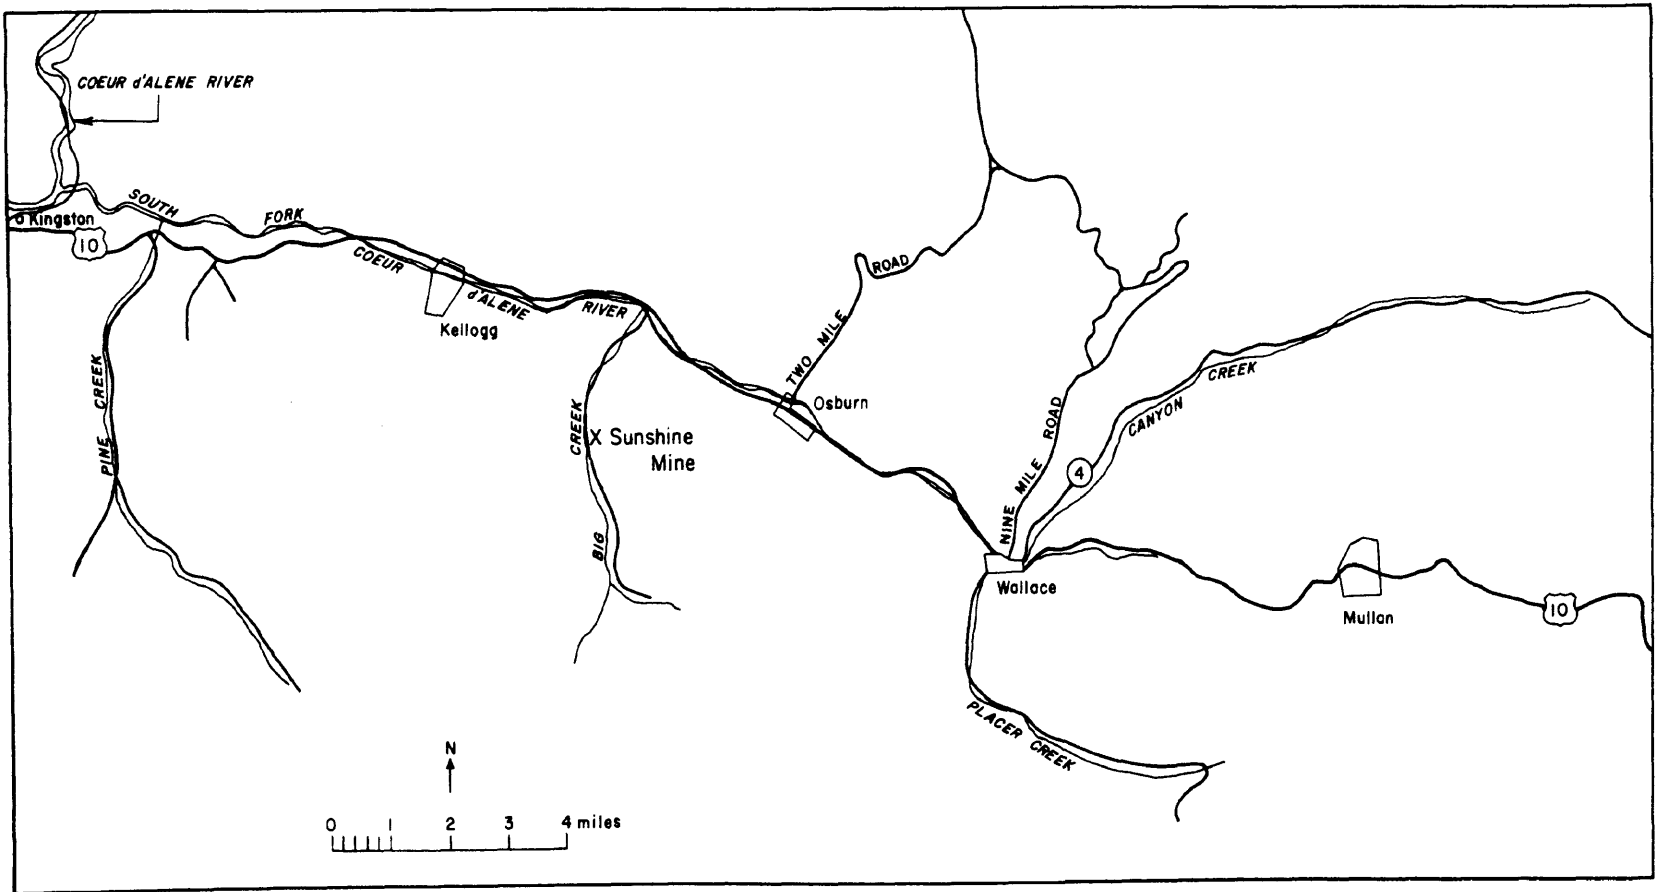 COEUR d'ALENE RIVER
SOUTH FORK
COEUR d'ALENE RIVER
Kingston
10
Kellogg
PINE CREEK
BIG CREEK
X Sunshine
Mine
TWO MILE ROAD
Osburn
NINE MILE ROAD
4
CANYON CREEK
Wallace
Mullan
10
PLACER CREEK
N
0 1 2 3 4 miles